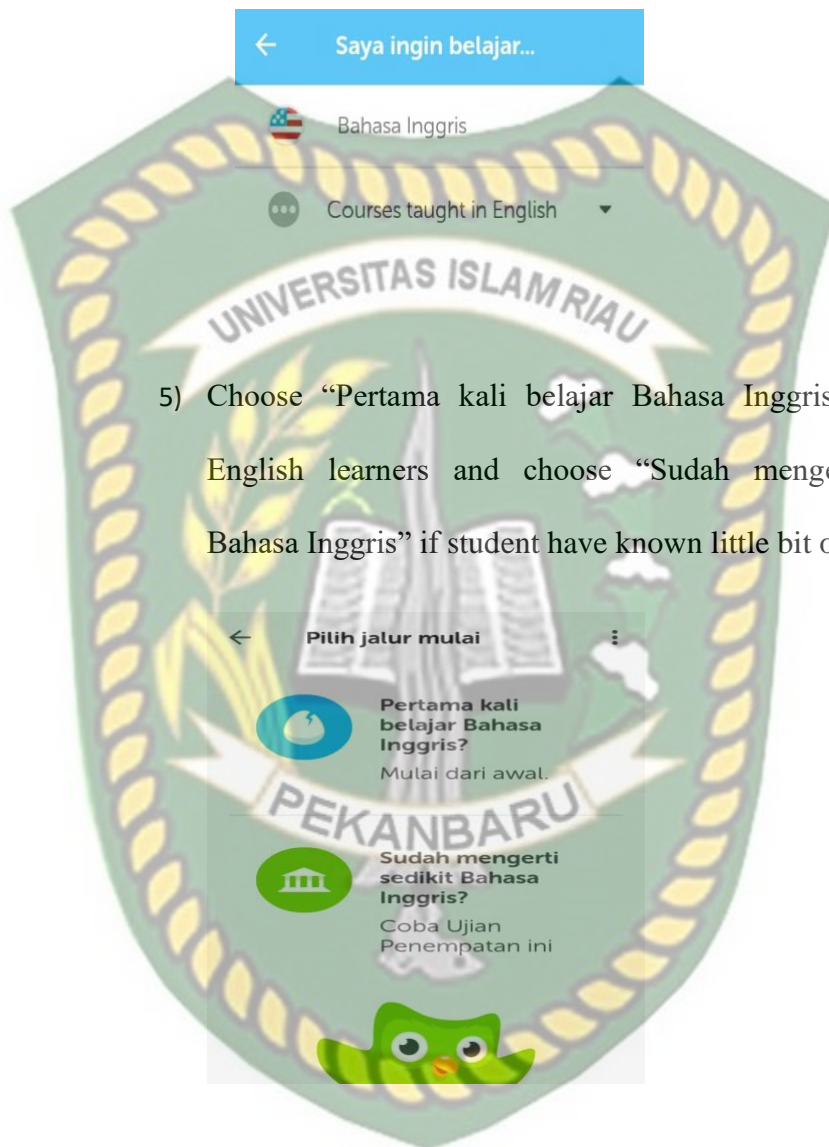 Saya ingin belajar...
Bahasa Inggris
Courses taught in English
UNIVERSITAS ISLAM RIAU
5) Choose “Pertama kali belajar Bahasa Inggris
English learners and choose “Sudah menge
Bahasa Inggris” if student have known little bit o
Pilih jalur mulai
Pertama kali
belajar Bahasa
Inggris?
Mulai dari awal.
PEKANBARU
Sudah mengerti
sedikit Bahasa
Inggris?
Coba Ujian
Penempatan ini